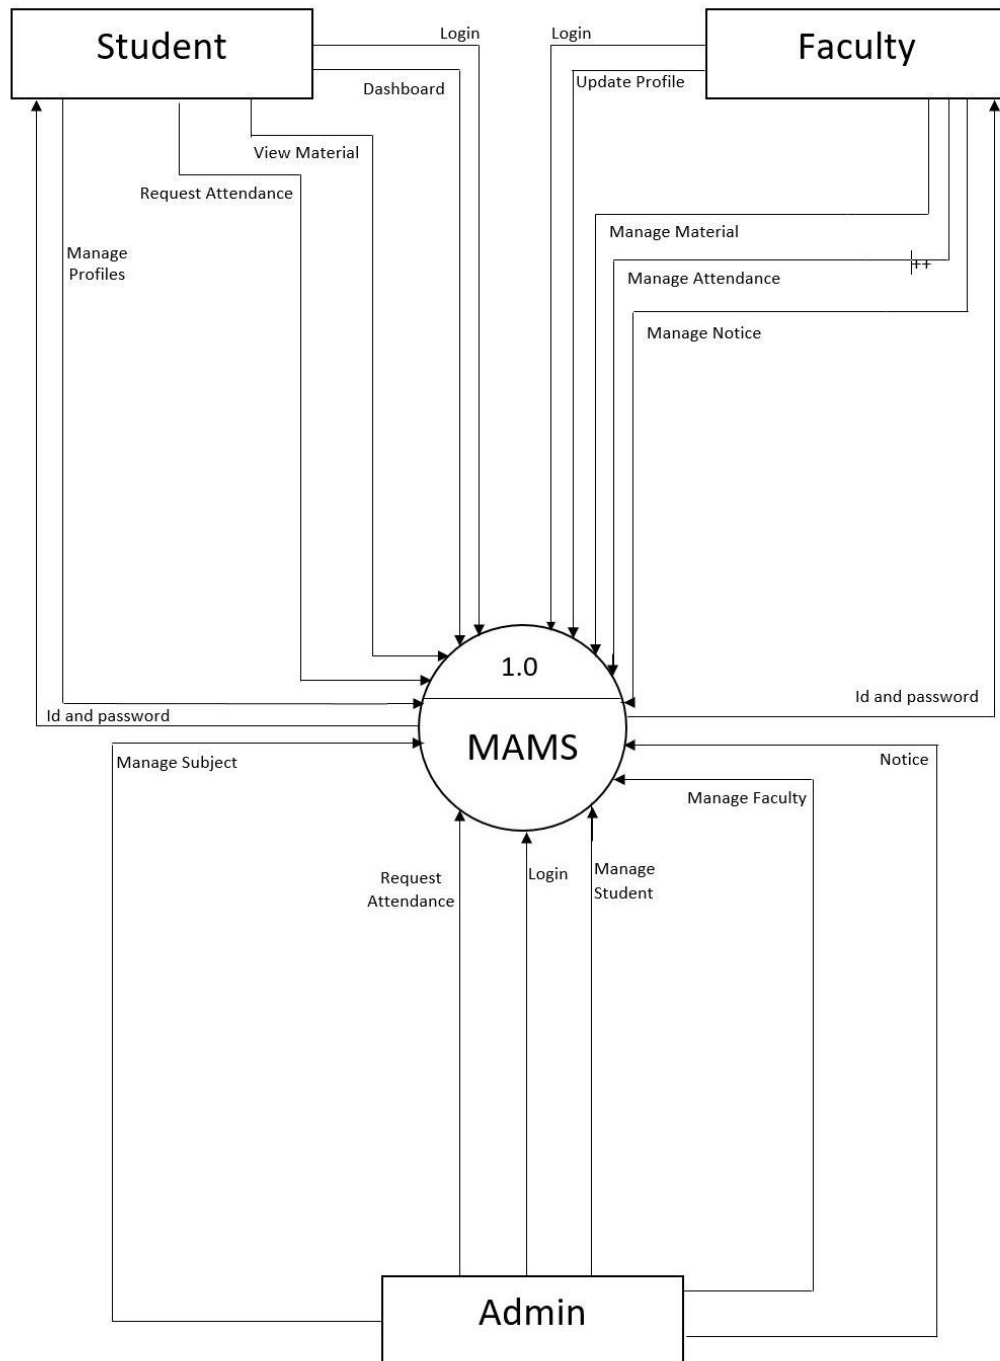 Student
Faculty
Login
Login
Dashboard
Update Profile
View Material
Request Attendance
Manage Material
Manage
Profiles
++
Manage Attendance
Manage Notice
1.0
MAMS
Id and password
Id and password
Manage Subject
Notice
Manage Faculty
Request
Attendance
Login
Manage
Student
Admin